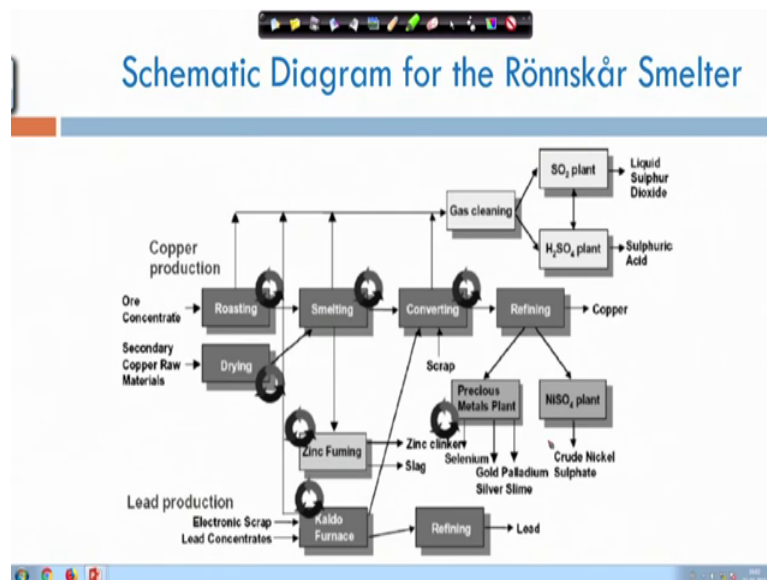 Schematic Diagram for the Rönnskår Smelter
SO2 plant
Liquid
Sulphur
Dioxide
Gas cleaning
H2SO4 plant
Sulphuric
Acid
Copper
production
Ore
Concentrate
Roasting
Smelting
Converting
Refining
Copper
Secondary
Copper Raw
Materials
Drying
Scrap
Precious
Metals Plant
NiSO4 plant
Zinc Fuming
Zinc clinker
Slag
Selenium
Gold Palladium
Silver Slime
Crude Nickel
Sulphate
Lead production
Electronic Scrap
Lead Concentrates
Kaldo
Furnace
Refining
Lead